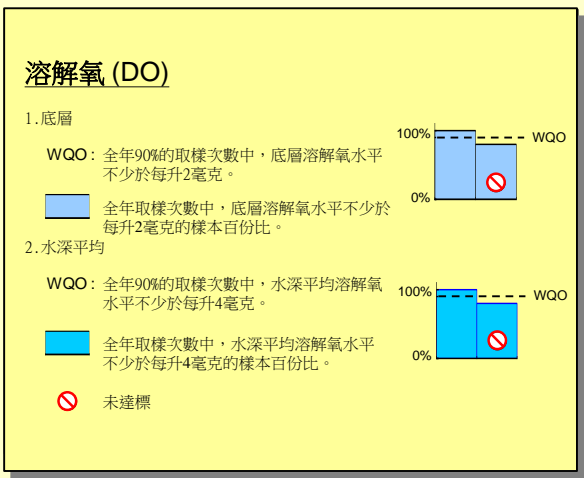 溶解氧 (DO)
1.底層
WQO : 全年90%的取樣次數中，底層溶解氧水平
不少於每升2毫克。
全年取樣次數中，底層溶解氧水平不少於
每升2毫克的樣本百份比。
100%
WQO
0%
2.水深平均
WQO : 全年90%的取樣次數中，水深平均溶解氧
水平不少於每升4毫克。
全年取樣次數中，水深平均溶解氧水平
不少於每升4毫克的樣本百份比。
100%
WQO
0%
未達標